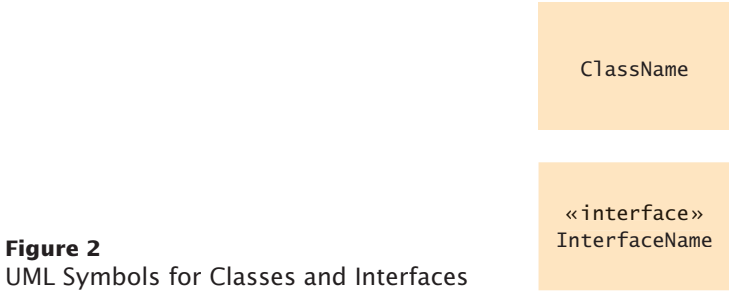 ClassName
«interface»
InterfaceName
Figure 2
UML Symbols for Classes and Interfaces